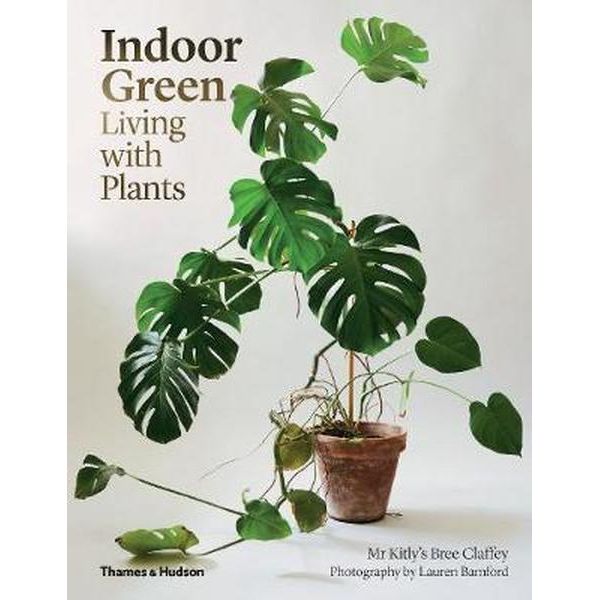 Indoor
Green
Living
with
Plants
Mr Kitly's Bree Claffey
Photography by Lauren Bamford
Thames & Hudson